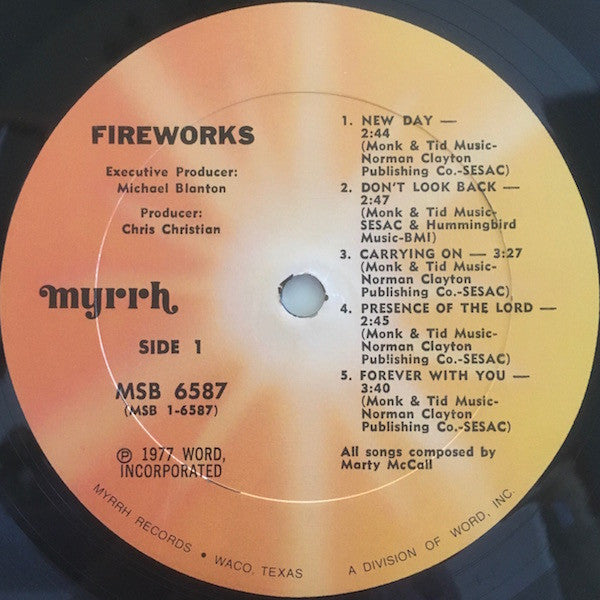 FIREWORKS
Executive Producer:
Michael Blanton
Producer:
Chris Christian
myrrh
SIDE 1
MSB 6587
(MSB 1-6587)
℗ 1977 WORD,
INCORPORATED
1. NEW DAY —
2:44
(Monk & Tid Music-
Norman Clayton
Publishing Co.-SESAC)
2. DON'T LOOK BACK —
2:47
(Monk & Tid Music-
SESAC & Hummingbird
Music-BMI)
3. CARRYING ON — 3:27
(Monk & Tid Music-
Norman Clayton
Publishing Co.-SESAC)
4. PRESENCE OF THE LORD —
2:45
(Monk & Tid Music-
Norman Clayton
Publishing Co.-SESAC)
5. FOREVER WITH YOU —
3:40
(Monk & Tid Music-
Norman Clayton
Publishing Co.-SESAC)
All songs composed by
Marty McCall
MYRRH RECORDS • WACO, TEXAS A DIVISION OF WORD, INC.